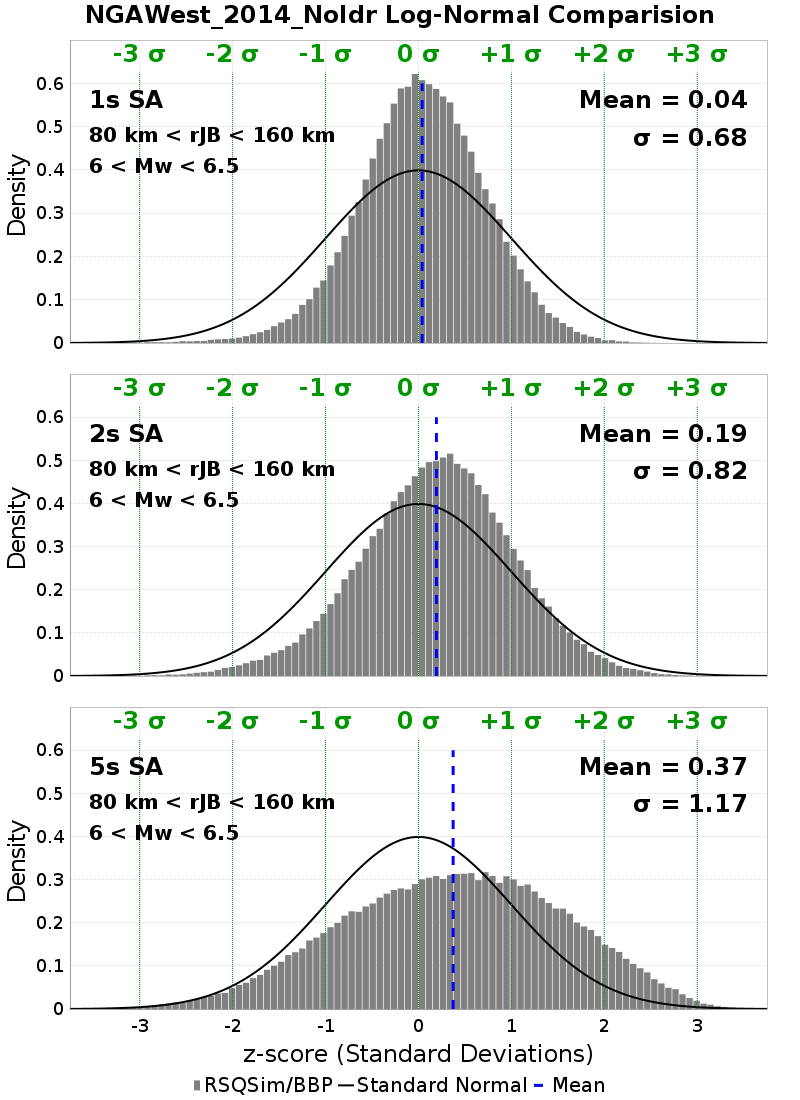 NGAWest_2014_NoIdr Log-Normal Comparision
-3 σ -2 σ -1 σ 0 σ +1 σ +2 σ +3 σ
1s SA
Mean = 0.04
80 km < rJB < 160 km
σ = 0.68
6 < Mw < 6.5
Density
0.6
0.5
0.4
0.3
0.2
0.1
0
-3 σ -2 σ -1 σ 0 σ +1 σ +2 σ +3 σ
2s SA
Mean = 0.19
80 km < rJB < 160 km
σ = 0.82
6 < Mw < 6.5
Density
0.6
0.5
0.4
0.3
0.2
0.1
0
-3 σ -2 σ -1 σ 0 σ +1 σ +2 σ +3 σ
5s SA
Mean = 0.37
80 km < rJB < 160 km
σ = 1.17
6 < Mw < 6.5
Density
0.6
0.5
0.4
0.3
0.2
0.1
0
-3 -2 -1 0 1 2 3
z-score (Standard Deviations)
RSQSim/BBP Standard Normal Mean